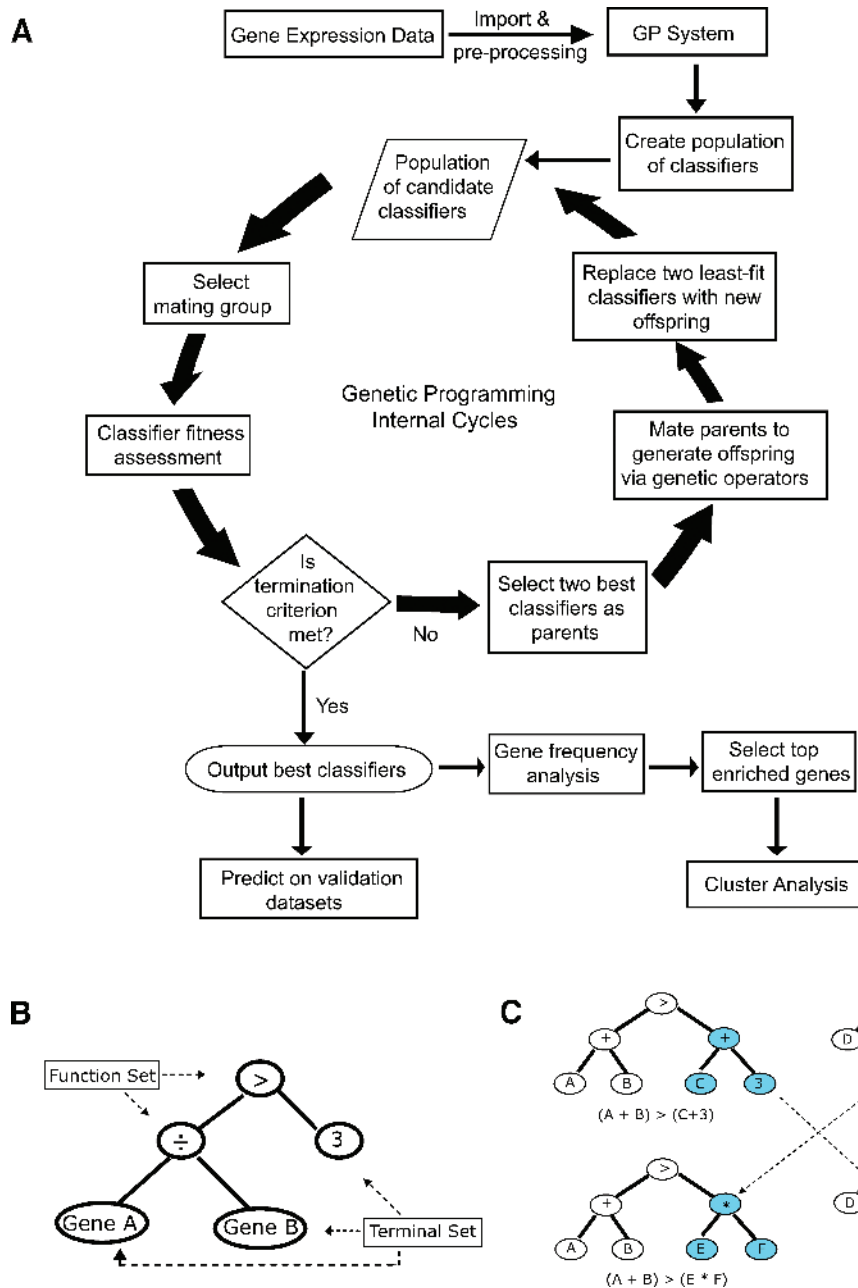 A
Gene Expression Data
Import &
pre-processing
GP System
Create population
of classifiers
Population
of candidate
classifiers
Select
mating group
Replace two least-fit
classifiers with new
offspring
Genetic Programming
Internal Cycles
Classifier fitness
assessment
Mate parents to
generate offspring
via genetic operators
Is
termination
criterion
met?
No
Select two best
classifiers as
parents
Yes
Output best classifiers
Gene frequency
analysis
Select top
enriched genes
Predict on validation
datasets
Cluster Analysis
B
Function Set
>
÷
3
Gene A
Gene B
Terminal Set
C
>
+
+
A
B
C
3
(A + B) > (C+3)
D
>
+
*
A
B
E
F
(A + B) > (E * F)
D